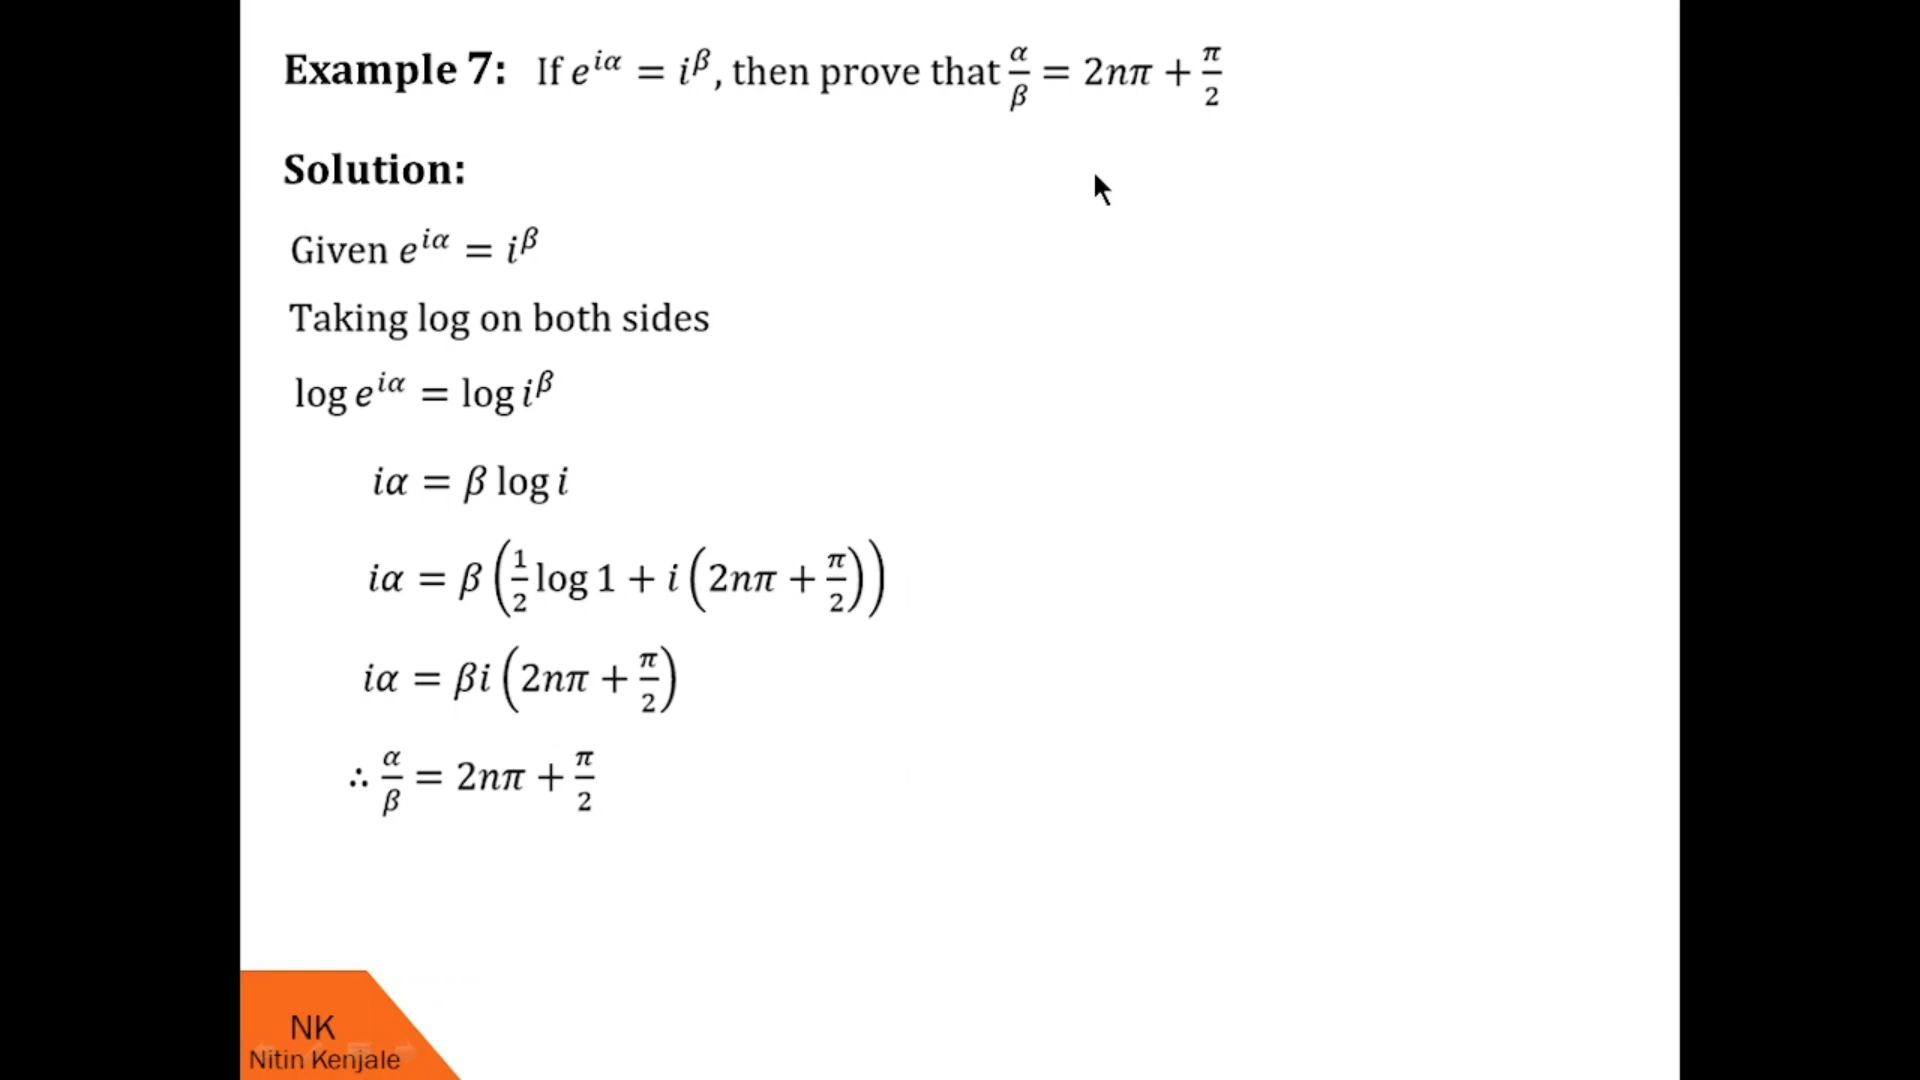 Example 7: If e^{iα} = i^β, then prove that α/β = 2nπ + π/2
Solution:
Given e^{iα} = i^β
Taking log on both sides
log e^{iα} = log i^β
iα = β log i
iα = β (1/2 log 1 + i (2nπ + π/2))
iα = βi (2nπ + π/2)
∴ α/β = 2nπ + π/2
NK
Nitin Kenjale